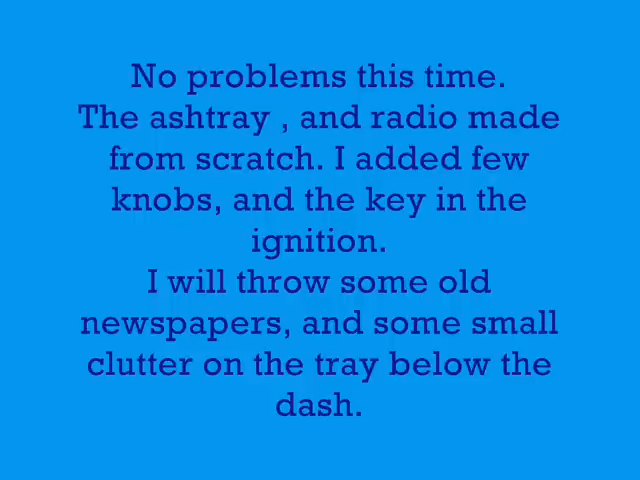 No problems this time.
The ashtray , and radio made
from scratch. I added few
knobs, and the key in the
ignition.
I will throw some old
newspapers, and some small
clutter on the tray below the
dash.